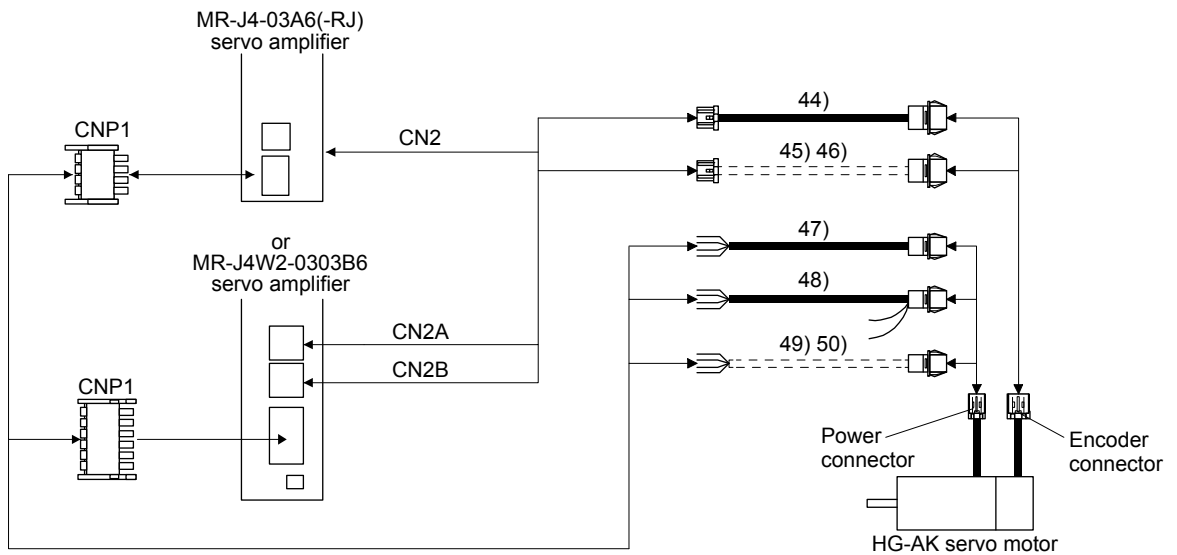 MR-J4-03A6(-RJ)
servo amplifier
CNP1
CN2
44)
45) 46)
47)
or
MR-J4W2-0303B6
servo amplifier
48)
CN2A
49) 50)
CN2B
CNP1
Power
connector
Encoder
connector
HG-AK servo motor